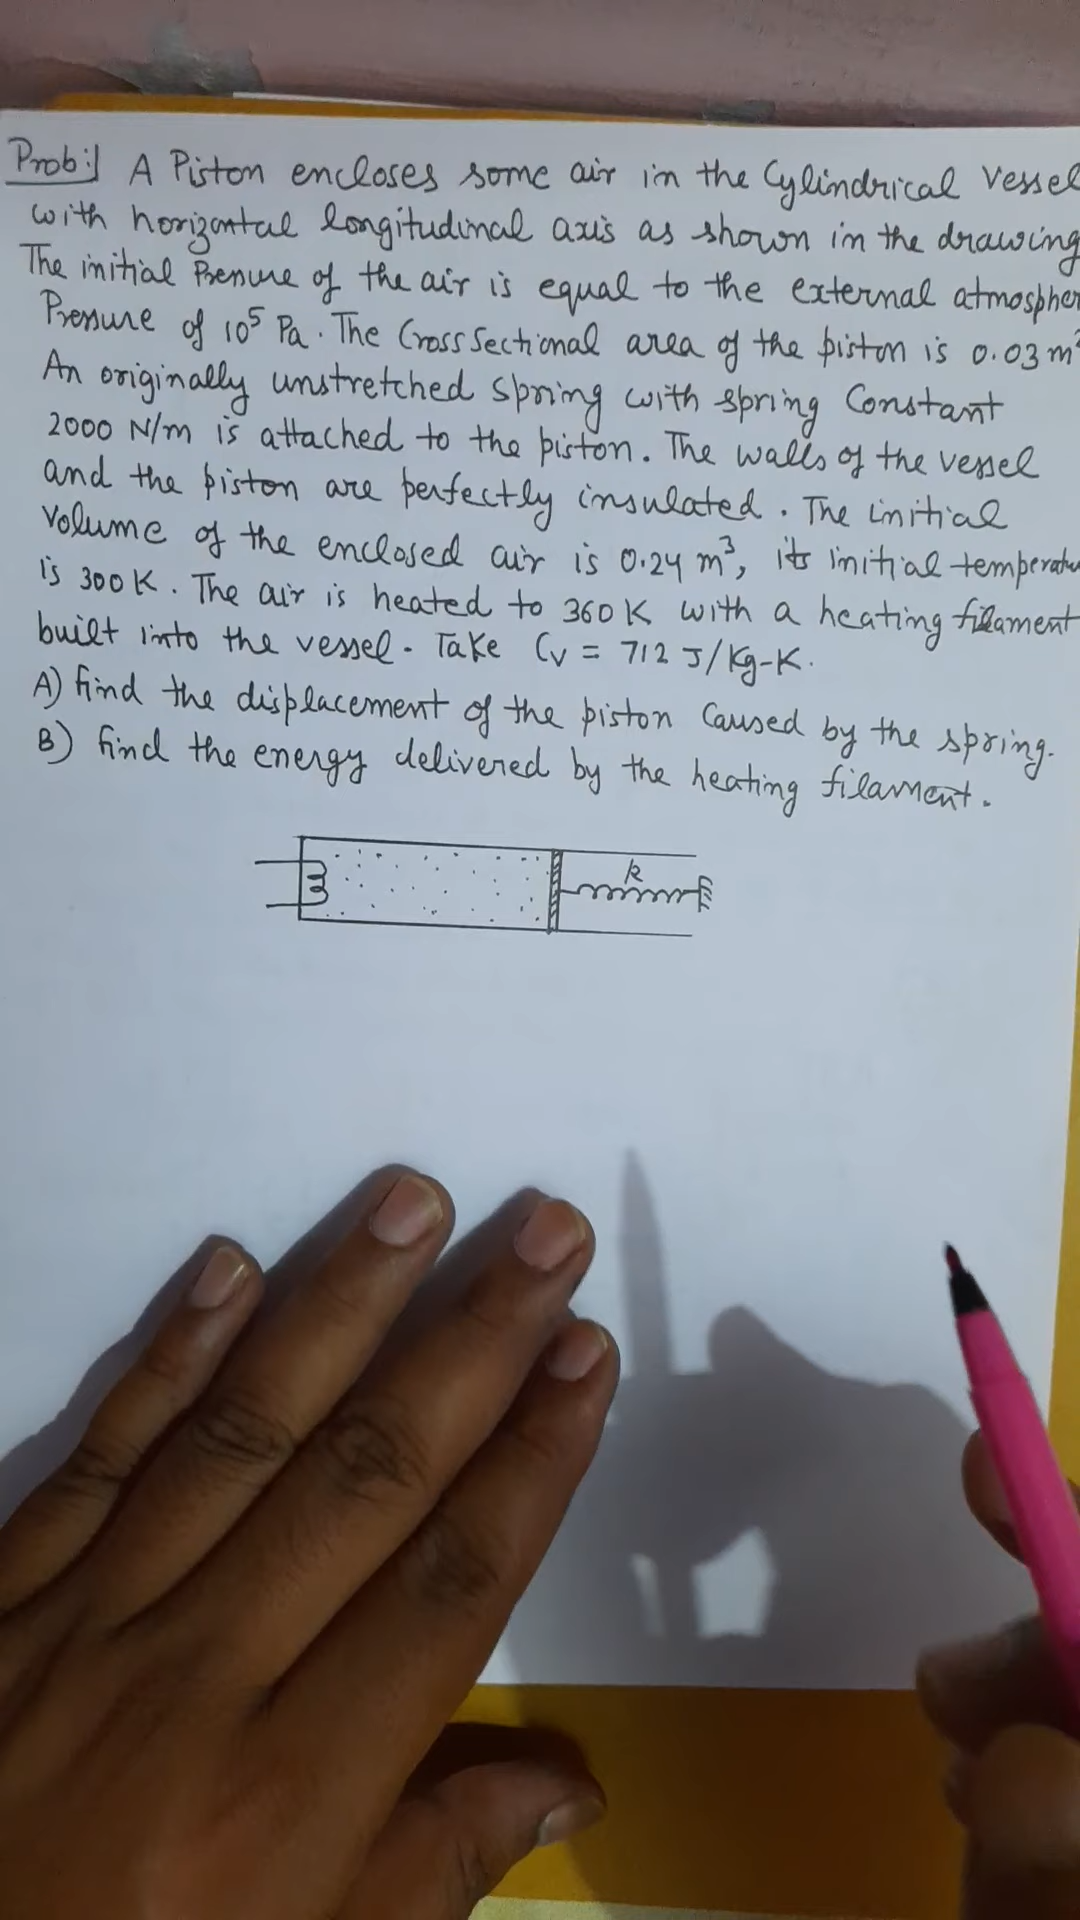 Prob:1 A Piston encloses some air in the Cylindrical Vessel
with horizontal longitudinal axis as shown in the drawing
The initial Pressure of the air is equal to the external atmospher
Pressure of 10⁵ Pa. The Cross Sectional area of the piston is 0.03 m²
An originally unstretched spring with spring Constant
2000 N/m is attached to the piston. The walls of the vessel
and the piston are perfectly insulated. The initial
Volume of the enclosed air is 0.24 m³, its initial temperatu
is 300 K. The air is heated to 360 K with a heating filament
built into the vessel. Take Cv = 712 J/Kg-K.
A) find the displacement of the piston Caused by the spring.
B) find the energy delivered by the heating filament.
k